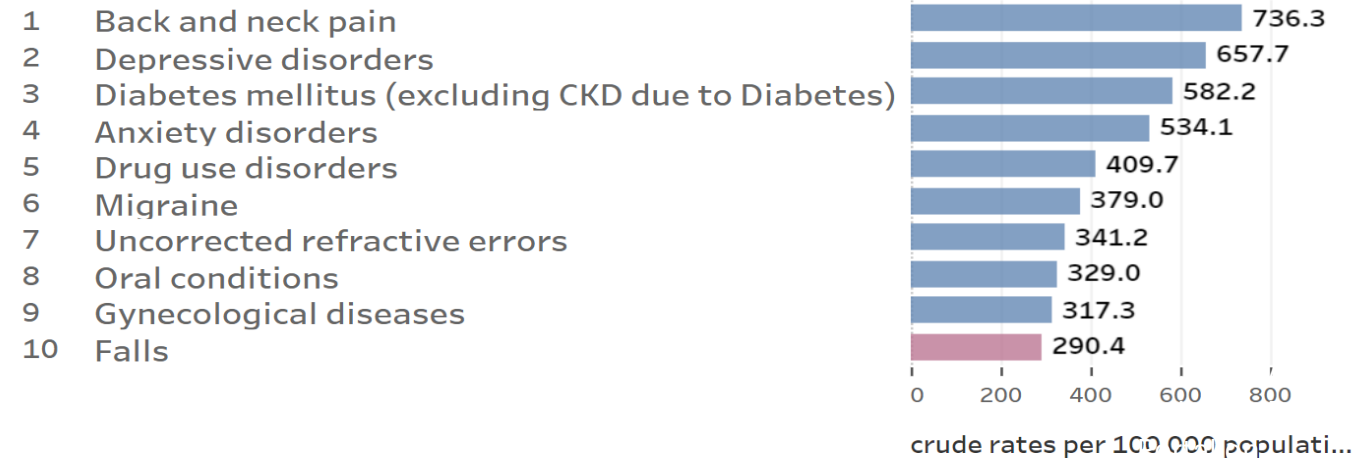 1 Back and neck pain 736.3
2 Depressive disorders 657.7
3 Diabetes mellitus (excluding CKD due to Diabetes) 582.2
4 Anxiety disorders 534.1
5 Drug use disorders 409.7
6 Migraine 379.0
7 Uncorrected refractive errors 341.2
8 Oral conditions 329.0
9 Gynecological diseases 317.3
10 Falls 290.4
0 200 400 600 800
crude rates per 100 000 populati...